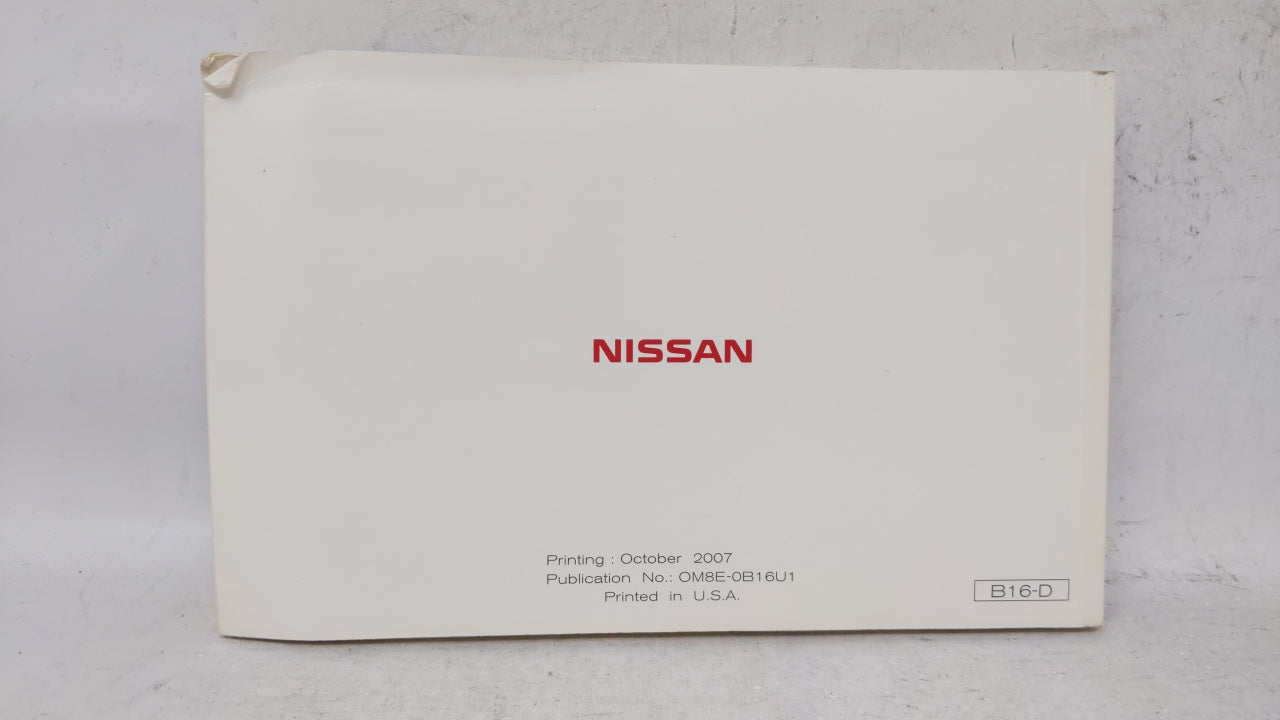 NISSAN
Printing : October 2007
Publication No.: OM8E-0B16U1
Printed in U.S.A.
B16-D